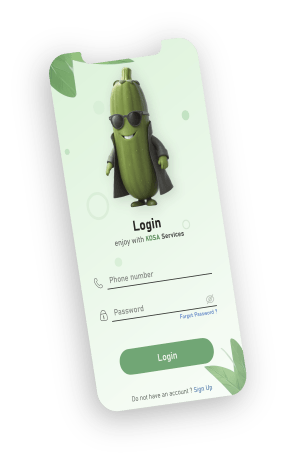 Login
enjoy with KOSA Services
Phone number
Password
Forgot Password ?
Login
Do not have an account ? Sign Up